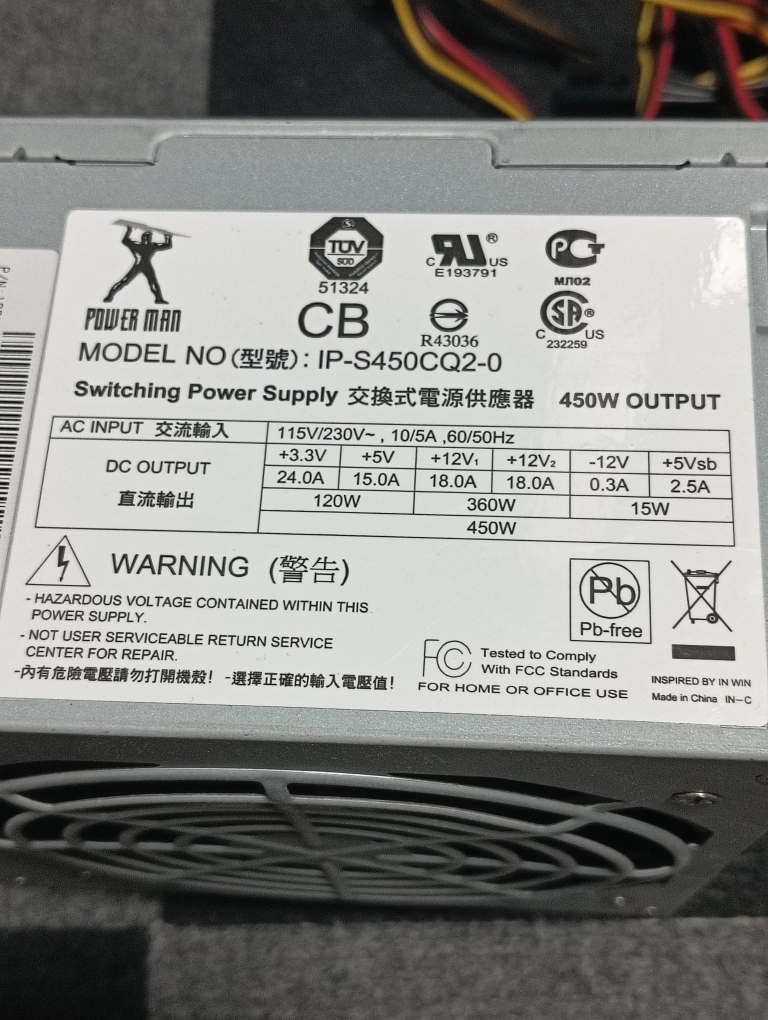 TÜV
SÜD
51324
C RU ® US
E193791
PCT
МЛ02
POWER MAN
CB
R43036
C SA ® US
232259
MODEL NO(型號): IP-S450CQ2-0
Switching Power Supply 交換式電源供應器 450W OUTPUT
AC INPUT 交流輸入 115V/230V~ , 10/5A ,60/50Hz
DC OUTPUT 直流輸出
+3.3V +5V +12V₁ +12V₂ -12V +5Vsb
24.0A 15.0A 18.0A 18.0A 0.3A 2.5A
120W 360W 15W
450W
WARNING (警告)
- HAZARDOUS VOLTAGE CONTAINED WITHIN THIS
POWER SUPPLY.
- NOT USER SERVICEABLE RETURN SERVICE
CENTER FOR REPAIR.
-內有危險電壓請勿打開機殼! -選擇正確的輸入電壓值!
Pb
Pb-free
FC Tested to Comply
With FCC Standards
FOR HOME OR OFFICE USE
INSPIRED BY IN WIN
Made in China IN-C